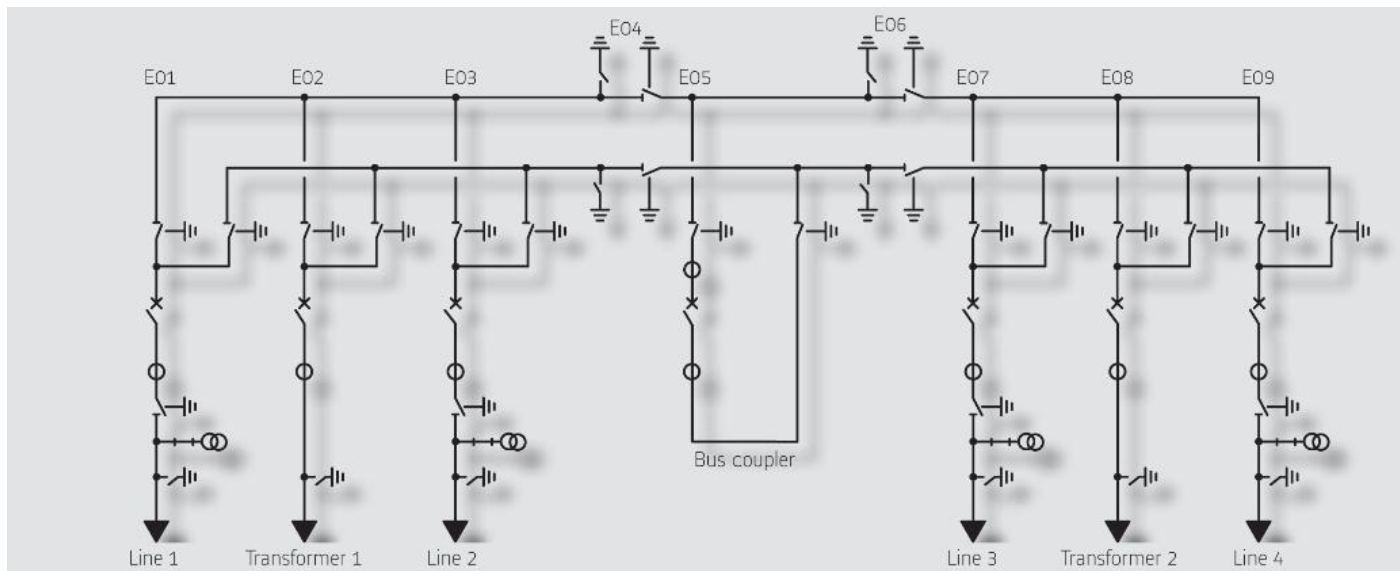 E04
E06
E01
E02
E03
E05
E07
E08
E09
Bus coupler
Line 1
Transformer 1
Line 2
Line 3
Transformer 2
Line 4